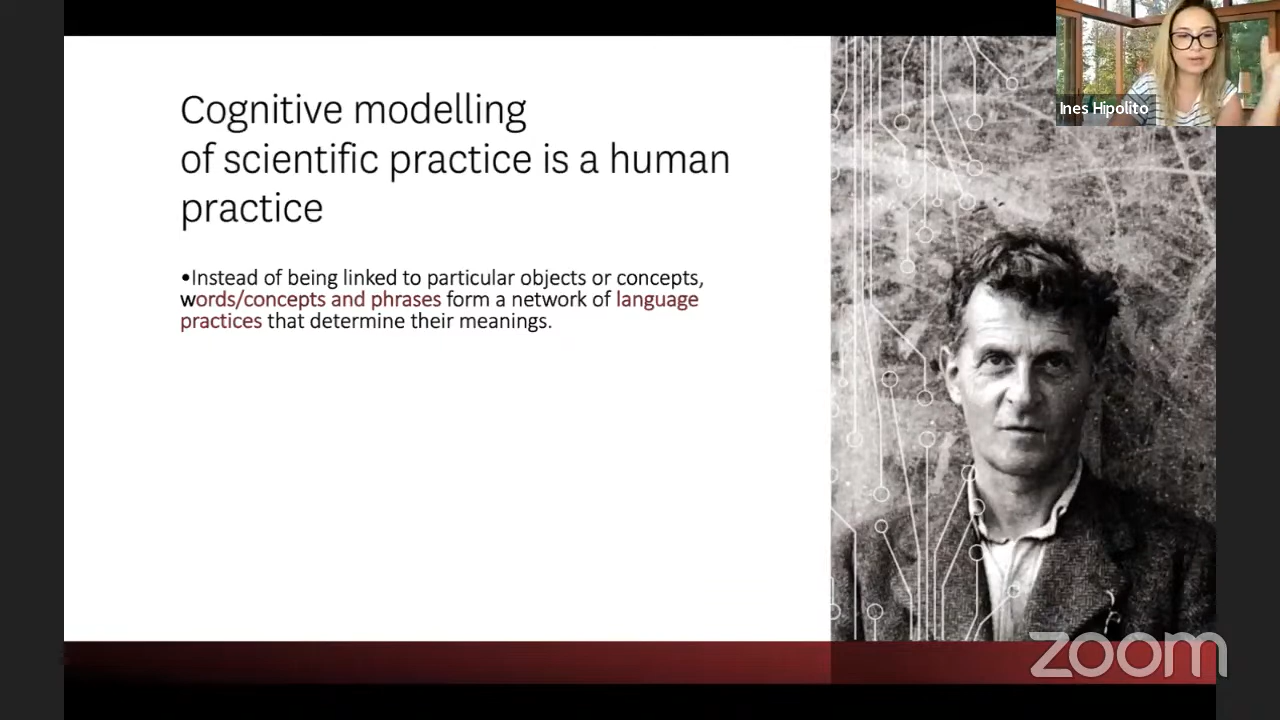 Cognitive modelling
of scientific practice is a human
practice
•Instead of being linked to particular objects or concepts,
words/concepts and phrases form a network of language
practices that determine their meanings.
Ines Hipolito
zoom